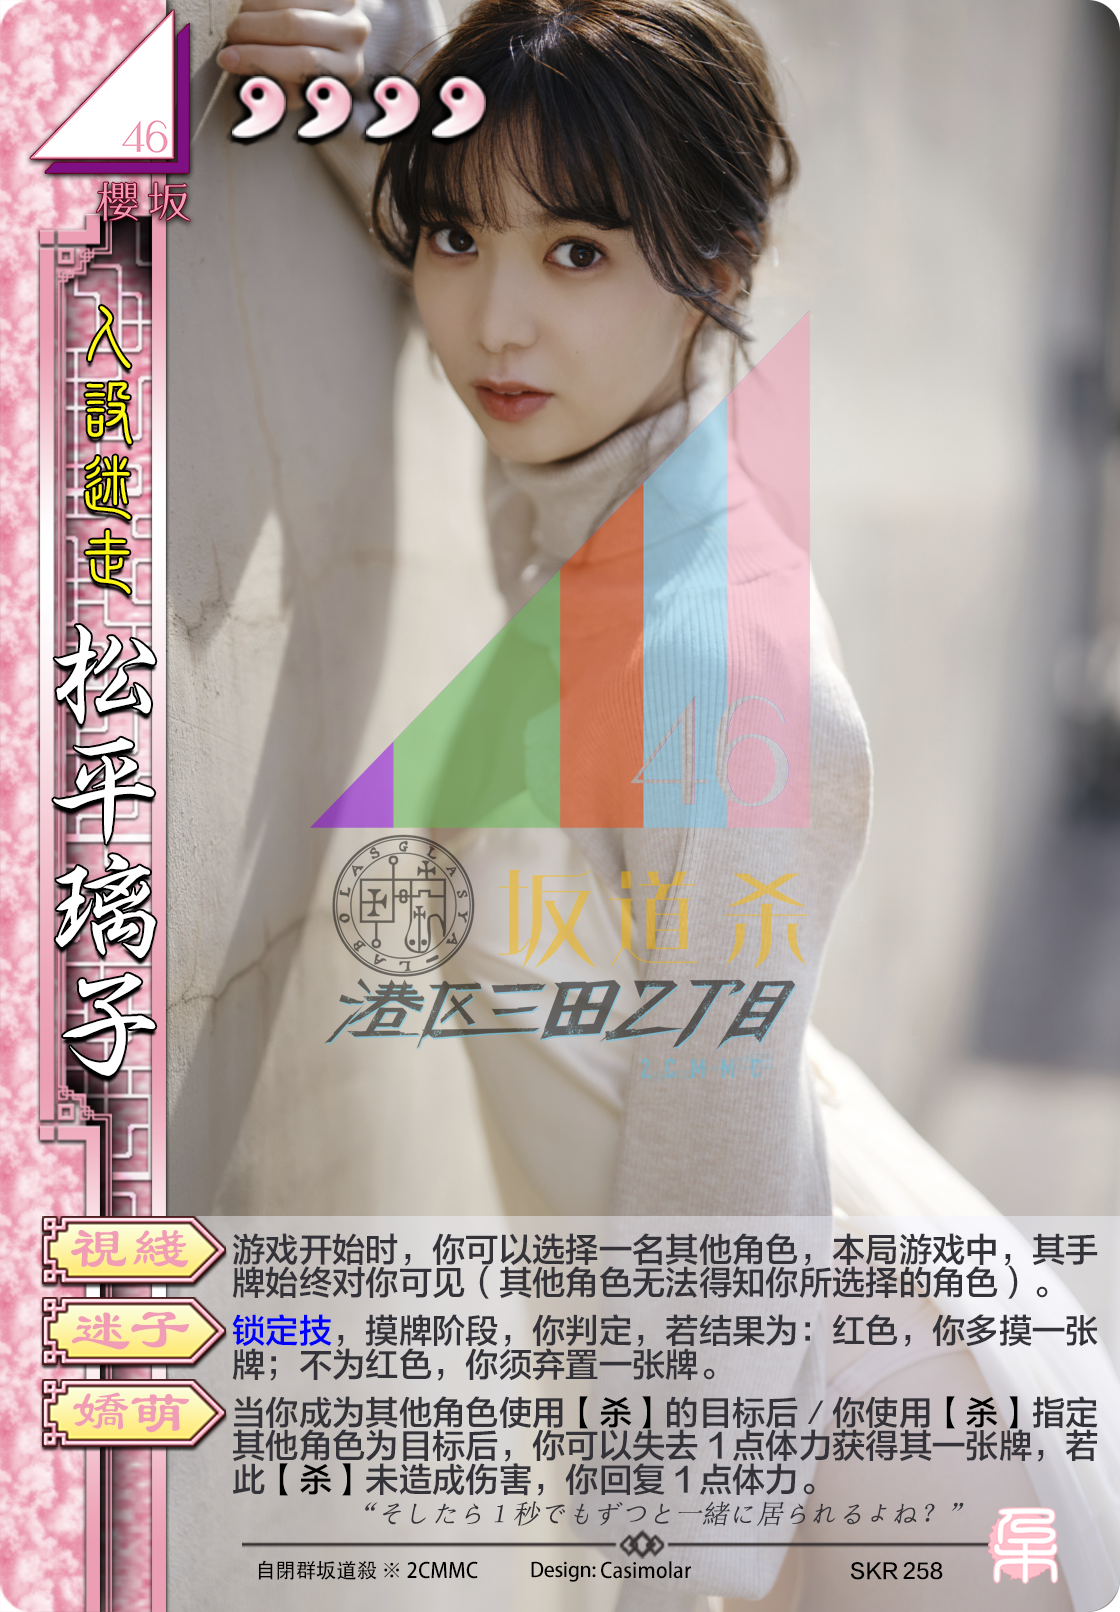 46
櫻坂
人設迷走
松平璃子
46
GLASYA-LABOLAS
坂道杀
港区三田2丁目
2CMMC
視綫
游戏开始时，你可以选择一名其他角色，本局游戏中，其手
牌始终对你可见（其他角色无法得知你所选择的角色）。
迷子
锁定技，摸牌阶段，你判定，若结果为：红色，你多摸一张
牌；不为红色，你须弃置一张牌。
嬌萌
当你成为其他角色使用【杀】的目标后／你使用【杀】指定
其他角色为目标后，你可以失去1点体力获得其一张牌，若
此【杀】未造成伤害，你回复1点体力。
“そしたら1秒でもずつと一緒に居られるよね？”
自閉群坂道殺 ※ 2CMMC
Design: Casimolar
SKR 258